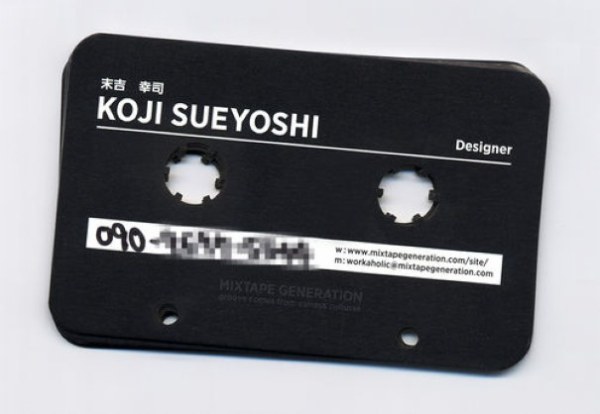 末吉 幸司
KOJI SUEYOSHI
Designer
090-
w:www.mixtapegeneration.com/site/
m:workaholic@mixtapegeneration.com
MIXTAPE GENERATION